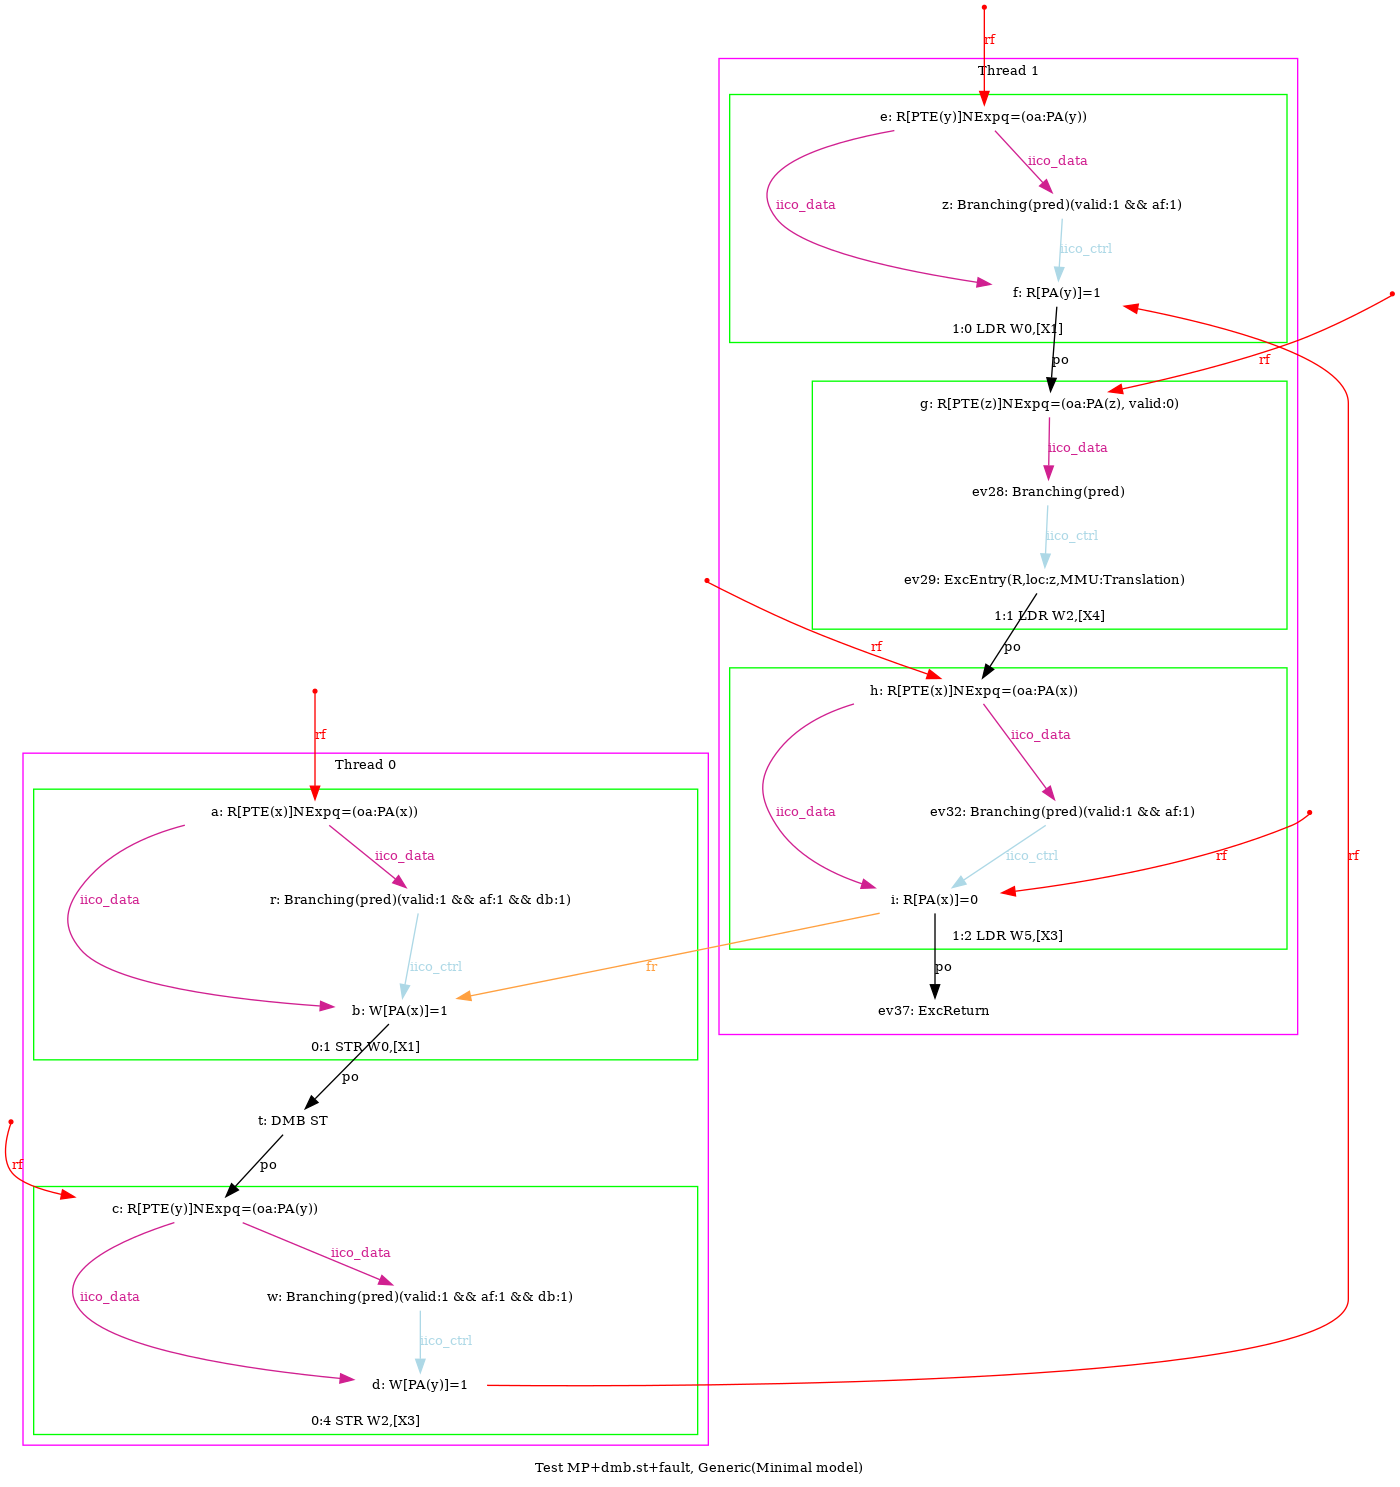 rf
Thread 1
e: R[PTE(y)]NExpq=(oa:PA(y))
iico_data
z: Branching(pred)(valid:1 && af:1)
iico_data
iico_ctrl
f: R[PA(y)]=1
1:0 LDR W0,[X1]
po
rf
g: R[PTE(z)]NExpq=(oa:PA(z), valid:0)
iico_data
ev28: Branching(pred)
iico_ctrl
ev29: ExcEntry(R,loc:z,MMU:Translation)
1:1 LDR W2,[X4]
rf
po
h: R[PTE(x)]NExpq=(oa:PA(x))
iico_data
iico_data
ev32: Branching(pred)(valid:1 && af:1)
iico_ctrl
rf
rf
i: R[PA(x)]=0
1:2 LDR W5,[X3]
fr
po
ev37: ExcReturn
rf
Thread 0
a: R[PTE(x)]NExpq=(oa:PA(x))
iico_data
iico_data
r: Branching(pred)(valid:1 && af:1 && db:1)
iico_ctrl
b: W[PA(x)]=1
0:1 STR W0,[X1]
po
t: DMB ST
rf
po
c: R[PTE(y)]NExpq=(oa:PA(y))
iico_data
iico_data
w: Branching(pred)(valid:1 && af:1 && db:1)
iico_ctrl
d: W[PA(y)]=1
0:4 STR W2,[X3]
Test MP+dmb.st+fault, Generic(Minimal model)